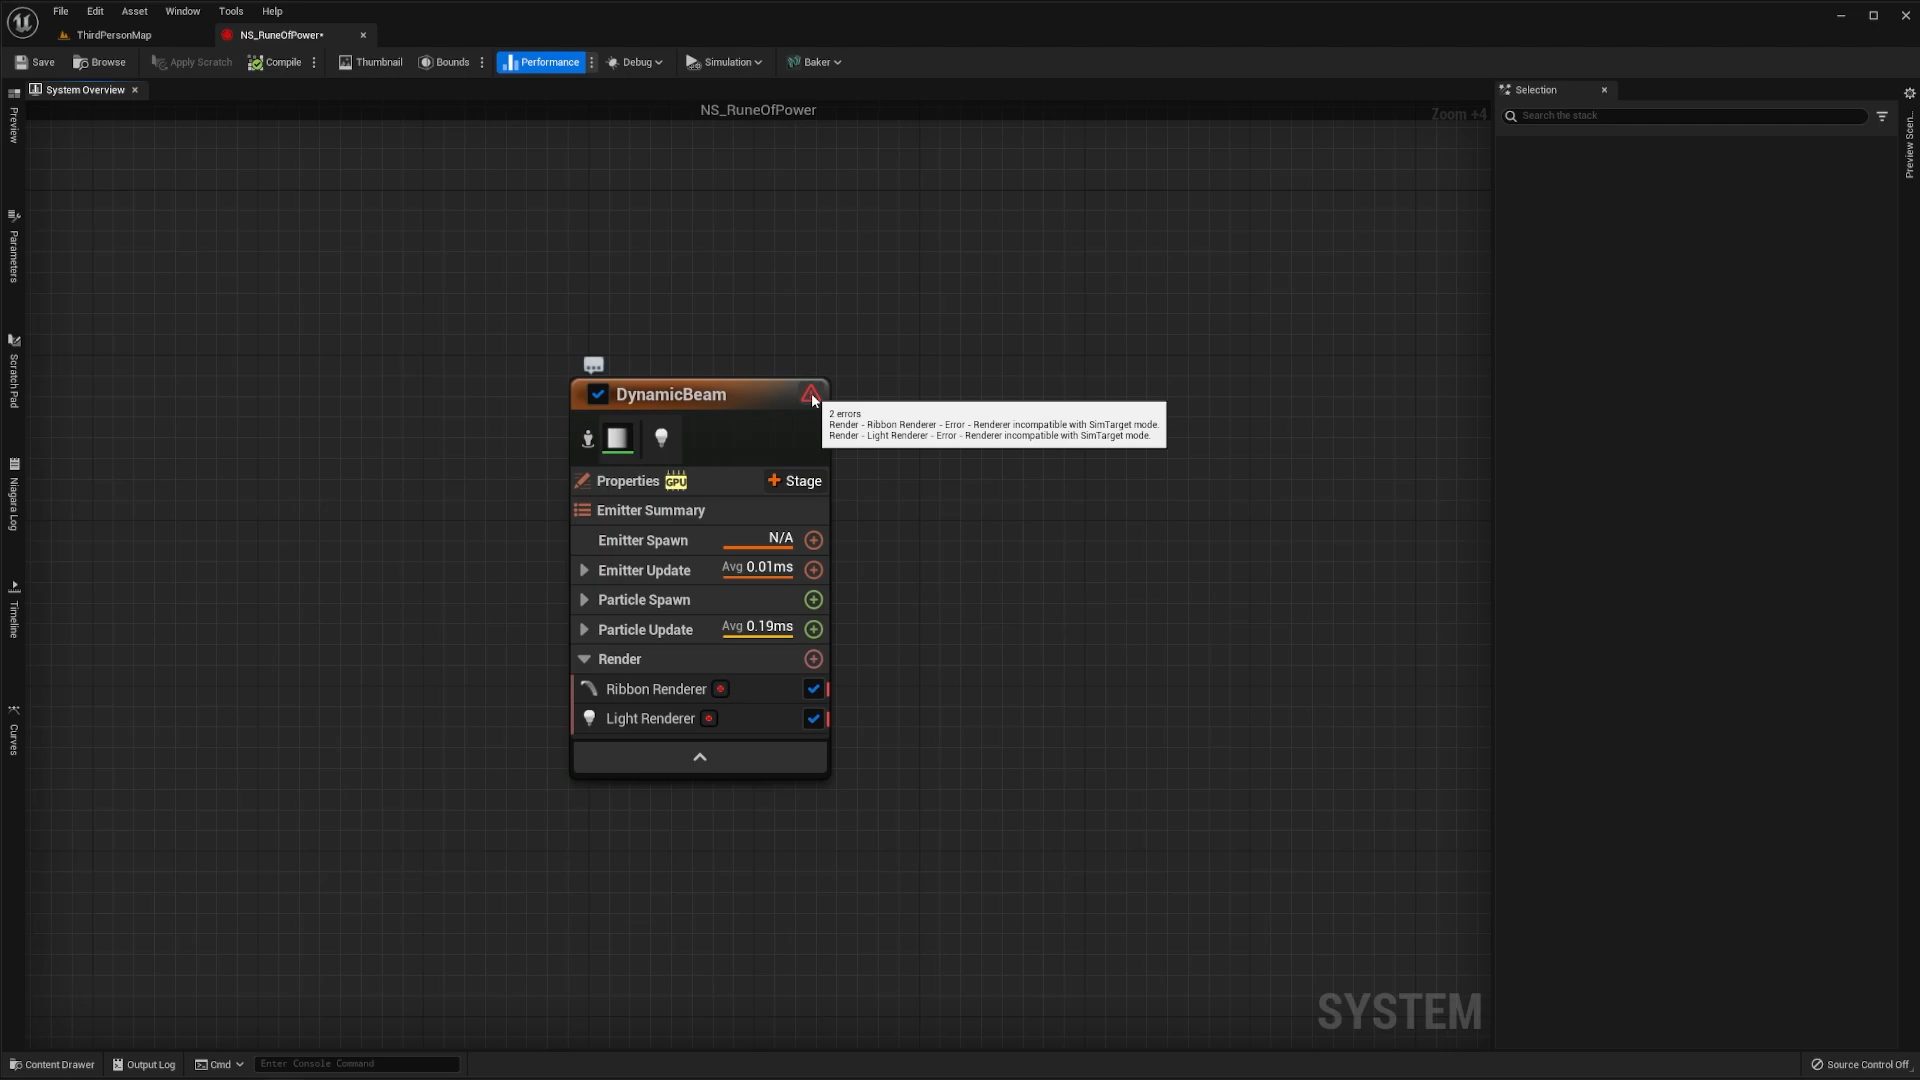 File Edit Asset Window Tools Help
ThirdPersonMap
NS_RuneOfPower*
Save Browse Apply Scratch Compile Thumbnail Bounds Performance Debug Simulation Baker
System Overview
Selection
NS_RuneOfPower
Zoom +4
Search the stack
Preview
Parameters
Scratch Pad
Niagara Log
Timeline
Curves
Preview Scen...
DynamicBeam
2 errors
Render - Ribbon Renderer - Error - Renderer incompatible with SimTarget mode.
Render - Light Renderer - Error - Renderer incompatible with SimTarget mode.
Properties GPU Stage
Emitter Summary
Emitter Spawn N/A
Emitter Update Avg 0.01ms
Particle Spawn
Particle Update Avg 0.19ms
Render
Ribbon Renderer
Light Renderer
SYSTEM
Content Drawer Output Log Cmd Enter Console Command Source Control Off